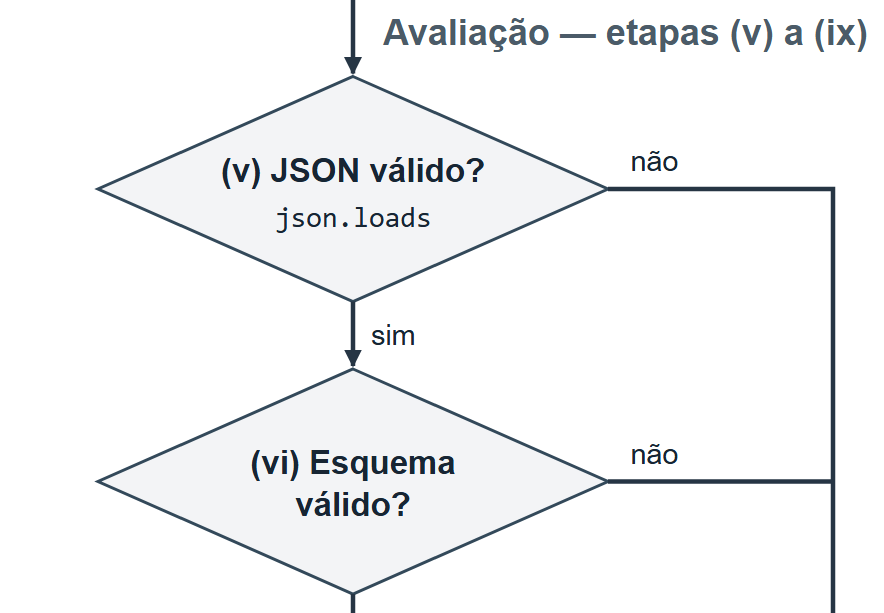 Avaliação — etapas (v) a (ix)
(v) JSON válido?
json.loads
não
sim
(vi) Esquema
válido?
não